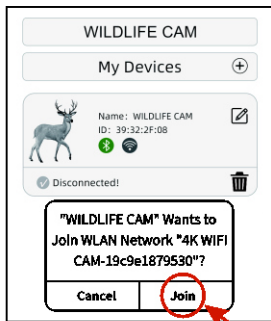 WILDLIFE CAM
My Devices
Name: WILDLIFE CAM
ID: 39:32:2F:08
Disconnected!
"WILDLIFE CAM" Wants to
Join WLAN Network "4K WIFI
CAM-19c9e1879530"?
Cancel Join